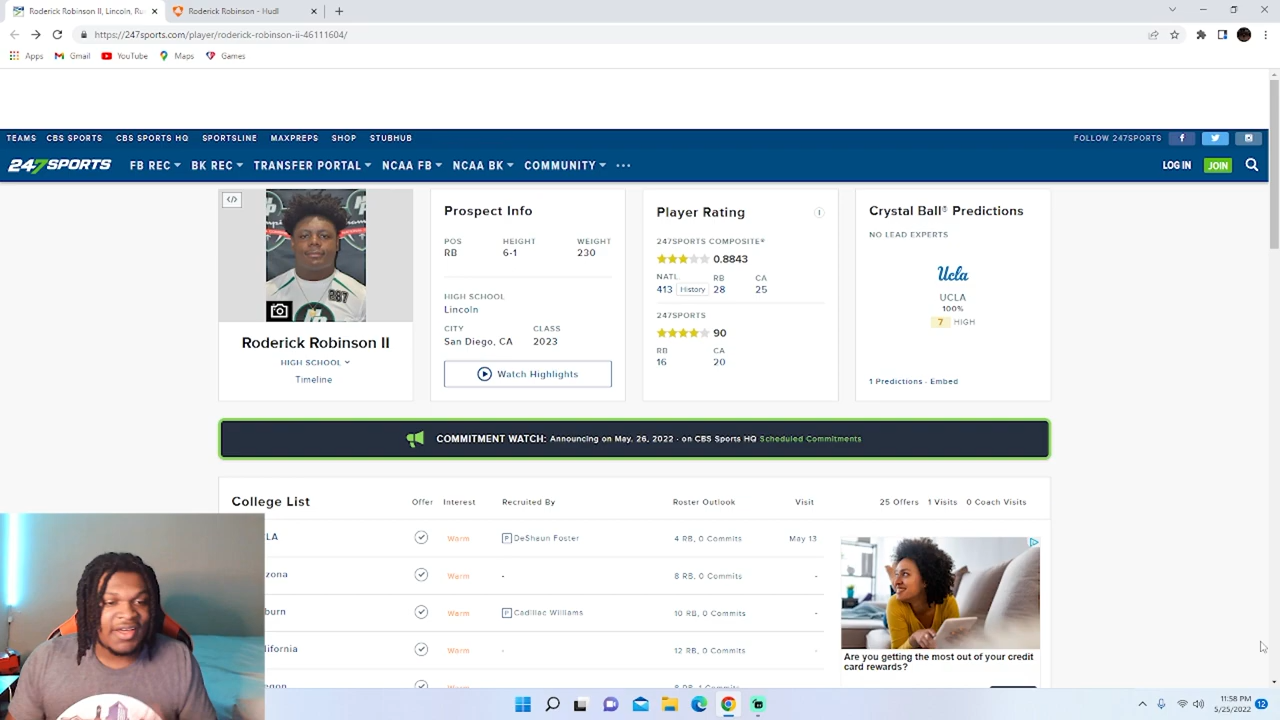 Roderick Robinson II, Lincoln, Ru
Roderick Robinson - Hudl
https://247sports.com/player/roderick-robinson-ii-46111604/
Apps
Gmail
YouTube
Maps
Games
TEAMS
CBS SPORTS
CBS SPORTS HQ
SPORTSLINE
MAXPREPS
SHOP
STUBHUB
FOLLOW 247SPORTS
247SPORTS
FB REC
BK REC
TRANSFER PORTAL
NCAA FB
NCAA BK
COMMUNITY
LOG IN
JOIN
Roderick Robinson II
HIGH SCHOOL
Timeline
Prospect Info
POS HEIGHT WEIGHT
RB 6-1 230
HIGH SCHOOL
Lincoln
CITY CLASS
San Diego, CA 2023
Watch Highlights
Player Rating
247SPORTS COMPOSITE®
0.8843
NATL RB CA
413 History 28 25
247SPORTS
90
RB CA
16 20
Crystal Ball® Predictions
NO LEAD EXPERTS
Ucla
UCLA
100%
7 HIGH
1 Predictions · Embed
COMMITMENT WATCH: Announcing on May, 26, 2022 - on CBS Sports HQ Scheduled Commitments
College List Offer Interest Recruited By Roster Outlook Visit 25 Offers 1 Visits 0 Coach Visits
LA Warm P DeShaun Foster 4 RB, 0 Commits May 13
zona Warm - 8 RB, 0 Commits -
burn Warm P Cadillac Williams 10 RB, 0 Commits -
ifornia Warm - 12 RB, 0 Commits -
Are you getting the most out of your credit
card rewards?
11:58 PM
5/25/2022
12